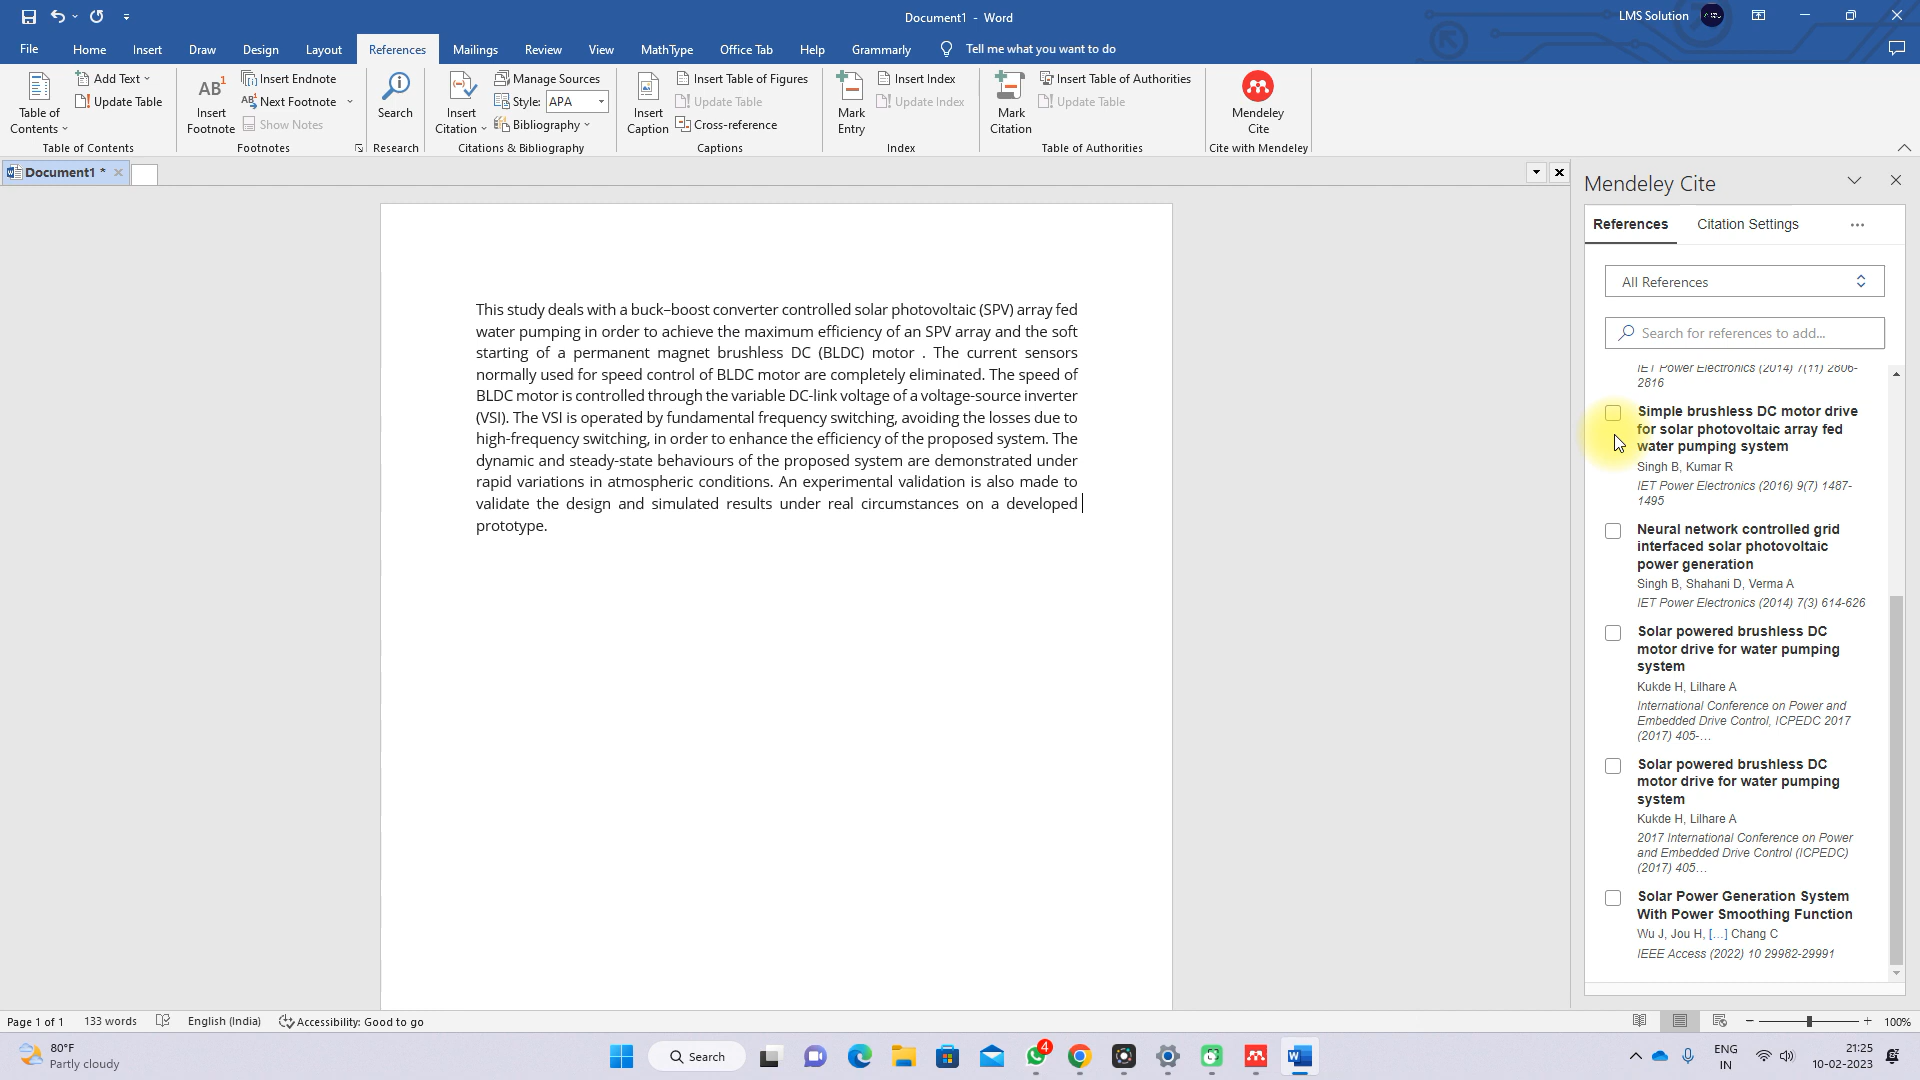 Document1 - Word
LMS Solution
File Home Insert Draw Design Layout References Mailings Review View MathType Office Tab Help Grammarly Tell me what you want to do
Table of Contents
Add Text
Update Table
Table of Contents
AB¹ Insert Footnote
Insert Endnote
Next Footnote
Show Notes
Footnotes
Search
Research
Insert Citation
Manage Sources
Style: APA
Bibliography
Citations & Bibliography
Insert Caption
Insert Table of Figures
Update Table
Cross-reference
Captions
Mark Entry
Insert Index
Update Index
Index
Mark Citation
Insert Table of Authorities
Update Table
Table of Authorities
Mendeley Cite
Cite with Mendeley
Document1 *
This study deals with a buck–boost converter controlled solar photovoltaic (SPV) array fed
water pumping in order to achieve the maximum efficiency of an SPV array and the soft
starting of a permanent magnet brushless DC (BLDC) motor . The current sensors
normally used for speed control of BLDC motor are completely eliminated. The speed of
BLDC motor is controlled through the variable DC-link voltage of a voltage-source inverter
(VSI). The VSI is operated by fundamental frequency switching, avoiding the losses due to
high-frequency switching, in order to enhance the efficiency of the proposed system. The
dynamic and steady-state behaviours of the proposed system are demonstrated under
rapid variations in atmospheric conditions. An experimental validation is also made to
validate the design and simulated results under real circumstances on a developed
prototype.
Mendeley Cite
References Citation Settings ...
All References
Search for references to add...
IET Power Electronics (2014) 7(11) 2806-
2816
Simple brushless DC motor drive
for solar photovoltaic array fed
water pumping system
Singh B, Kumar R
IET Power Electronics (2016) 9(7) 1487-
1495
Neural network controlled grid
interfaced solar photovoltaic
power generation
Singh B, Shahani D, Verma A
IET Power Electronics (2014) 7(3) 614-626
Solar powered brushless DC
motor drive for water pumping
system
Kukde H, Lilhare A
International Conference on Power and
Embedded Drive Control, ICPEDC 2017
(2017) 405-...
Solar powered brushless DC
motor drive for water pumping
system
Kukde H, Lilhare A
2017 International Conference on Power
and Embedded Drive Control (ICPEDC)
(2017) 405...
Solar Power Generation System
With Power Smoothing Function
Wu J, Jou H, [...] Chang C
IEEE Access (2022) 10 29982-29991
Page 1 of 1 133 words English (India) Accessibility: Good to go
100%
80°F
Partly cloudy
Search
4
ENG
IN
21:25
10-02-2023